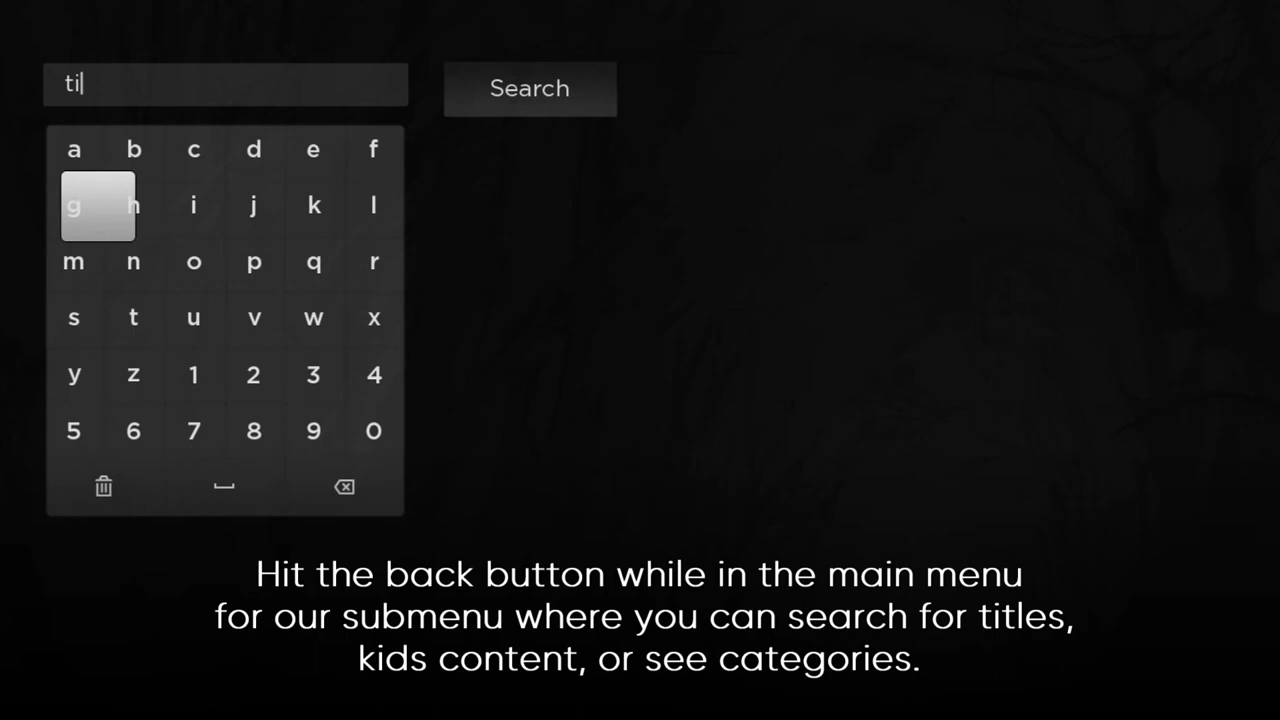 ti
Search
a b c d e f
g h i j k l
m n o p q r
s t u v w x
y z 1 2 3 4
5 6 7 8 9 0
Hit the back button while in the main menu
for our submenu where you can search for titles,
kids content, or see categories.